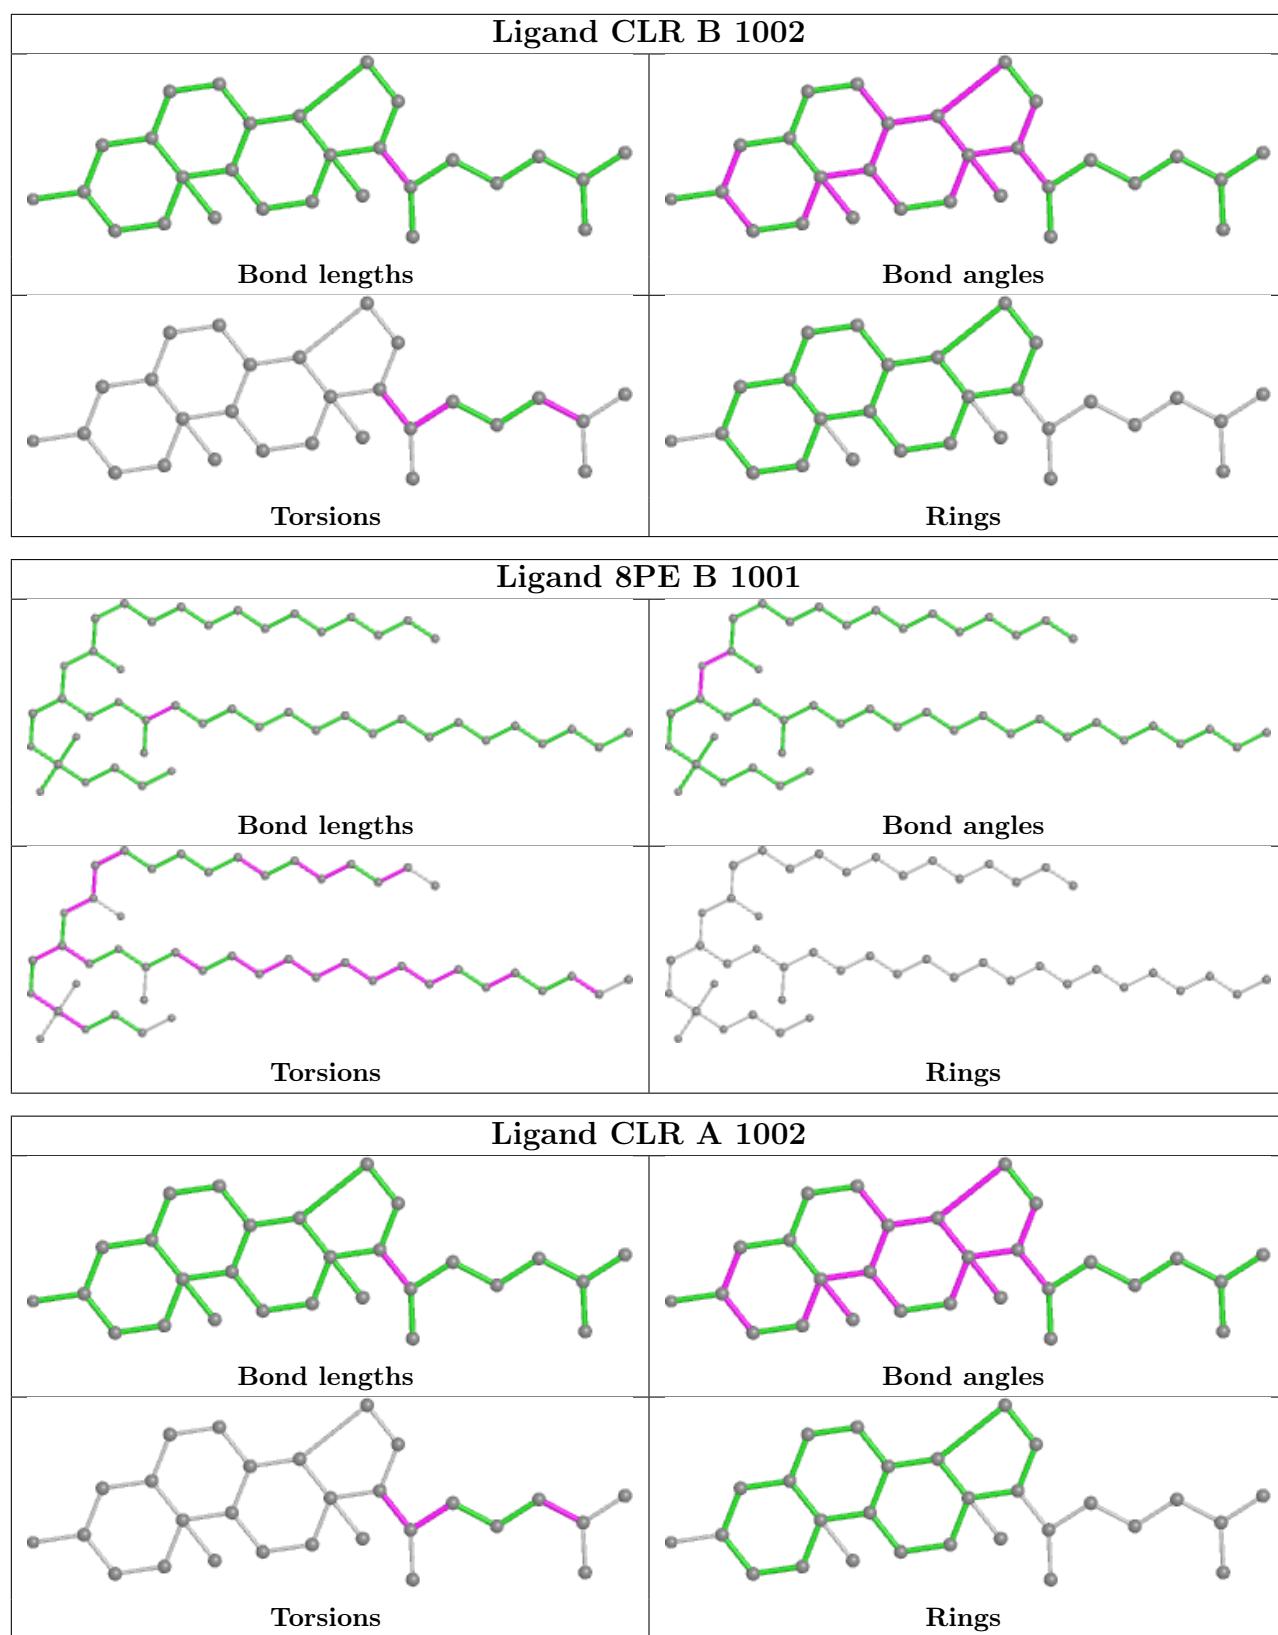 Ligand CLR B 1002
Bond lengths
Bond angles
Torsions
Rings
Ligand 8PE B 1001
Bond lengths
Bond angles
Torsions
Rings
Ligand CLR A 1002
Bond lengths
Bond angles
Torsions
Rings